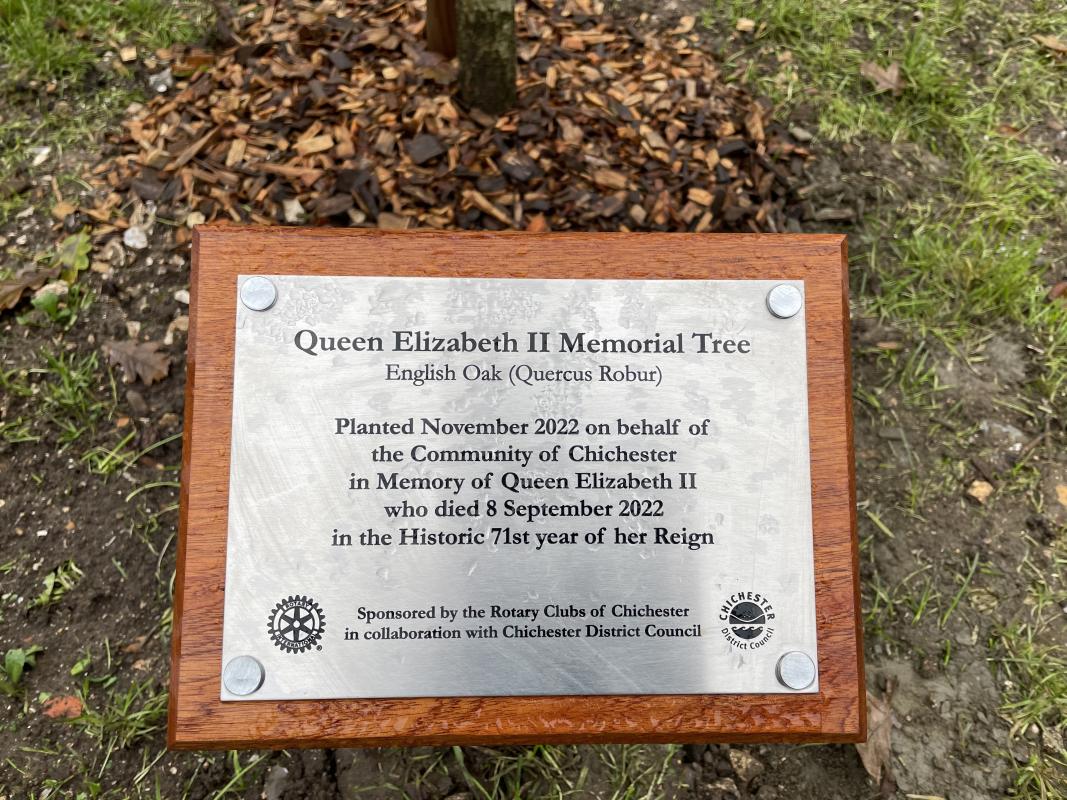 Queen Elizabeth II Memorial Tree
English Oak (Quercus Robur)
Planted November 2022 on behalf of
the Community of Chichester
in Memory of Queen Elizabeth II
who died 8 September 2022
in the Historic 71st year of her Reign
ROTARY
INTERNATIONAL
®
Sponsored by the Rotary Clubs of Chichester
in collaboration with Chichester District Council
CHICHESTER
District Council